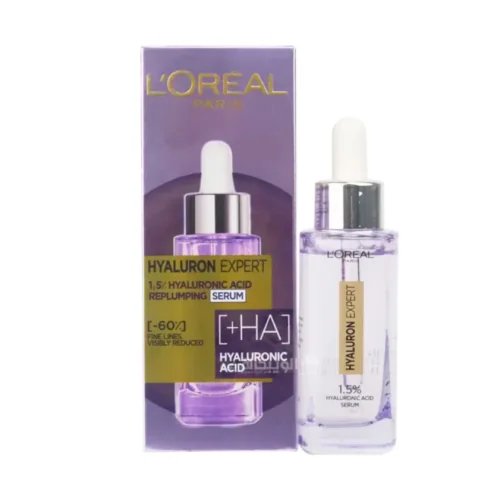 L'ORÉAL
PARIS
HYALURON EXPERT
1,5% HYALURONIC ACID
REPLUMPING SERUM
[-60%]
FINE LINES,
VISIBLY REDUCED
[+HA]
HYALURONIC
ACID
L'ORÉAL
HYALURON EXPERT
1.5%
HYALURONIC ACID
SERUM